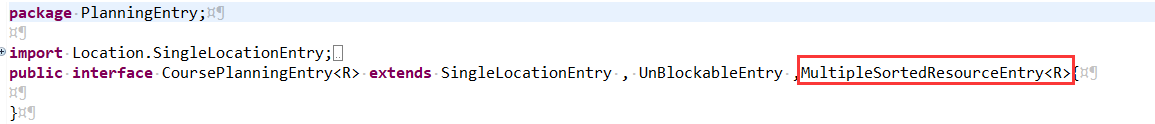 package PlanningEntry;¤¶
¤¶
import Location.SingleLocationEntry;
public interface CoursePlanningEntry<R> extends SingleLocationEntry , UnBlockableEntry ,MultipleSortedResourceEntry<R>{¤¶
¤¶
}¤¶